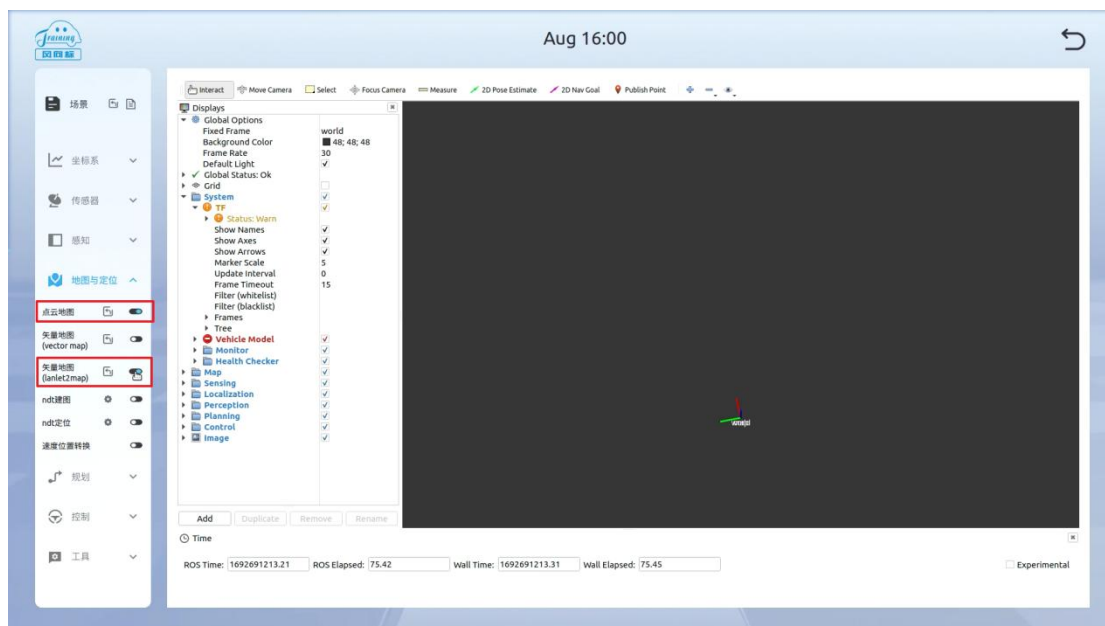 Training
风向标
Aug 16:00
场景
坐标系
传感器
感知
地图与定位
点云地图
矢量地图
(vector map)
矢量地图
(lanlet2map)
ndt建图
ndt定位
速度位置转换
规划
控制
工具
Interact Move Camera Select Focus Camera Measure 2D Pose Estimate 2D Nav Goal Publish Point
Displays
Global Options
Fixed Frame world
Background Color 48; 48; 48
Frame Rate 30
Default Light
Global Status: Ok
Grid
System
TF
Status: Warn
Show Names
Show Axes
Show Arrows
Marker Scale 5
Update Interval 0
Frame Timeout 15
Filter (whitelist)
Filter (blacklist)
Frames
Tree
Vehicle Model
Monitor
Health Checker
Map
Sensing
Localization
Perception
Planning
Control
Image
Add Duplicate Remove Rename
Time
ROS Time: 1692691213.21 ROS Elapsed: 75.42 Wall Time: 1692691213.31 Wall Elapsed: 75.45 Experimental